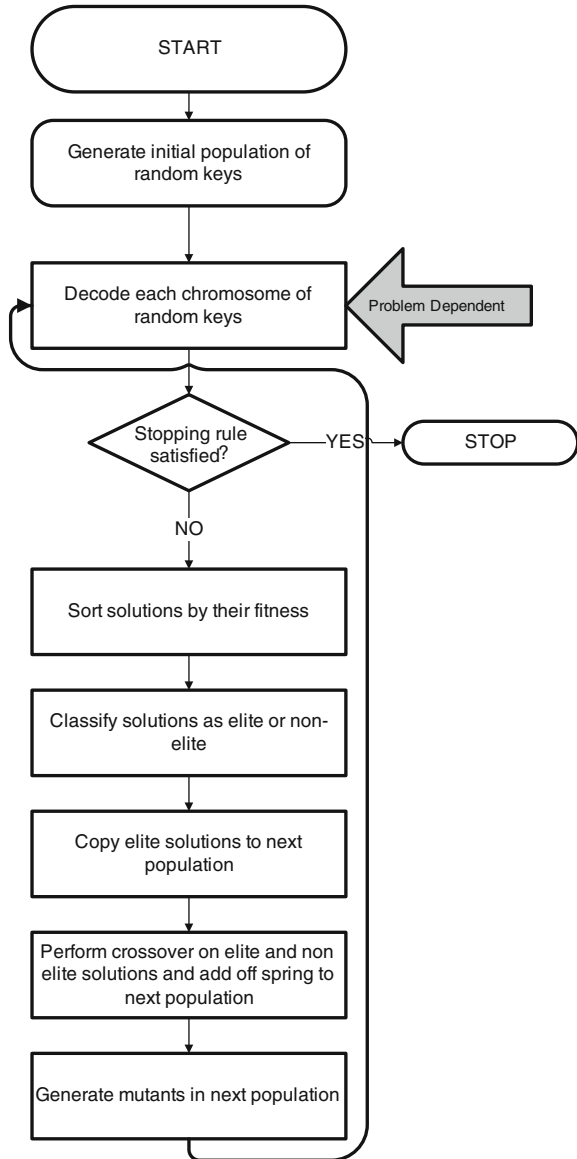 START
Generate initial population of
random keys
Decode each chromosome of
random keys
Problem Dependent
Stopping rule
satisfied?
YES
STOP
NO
Sort solutions by their fitness
Classify solutions as elite or non-
elite
Copy elite solutions to next
population
Perform crossover on elite and non
elite solutions and add off spring to
next population
Generate mutants in next population